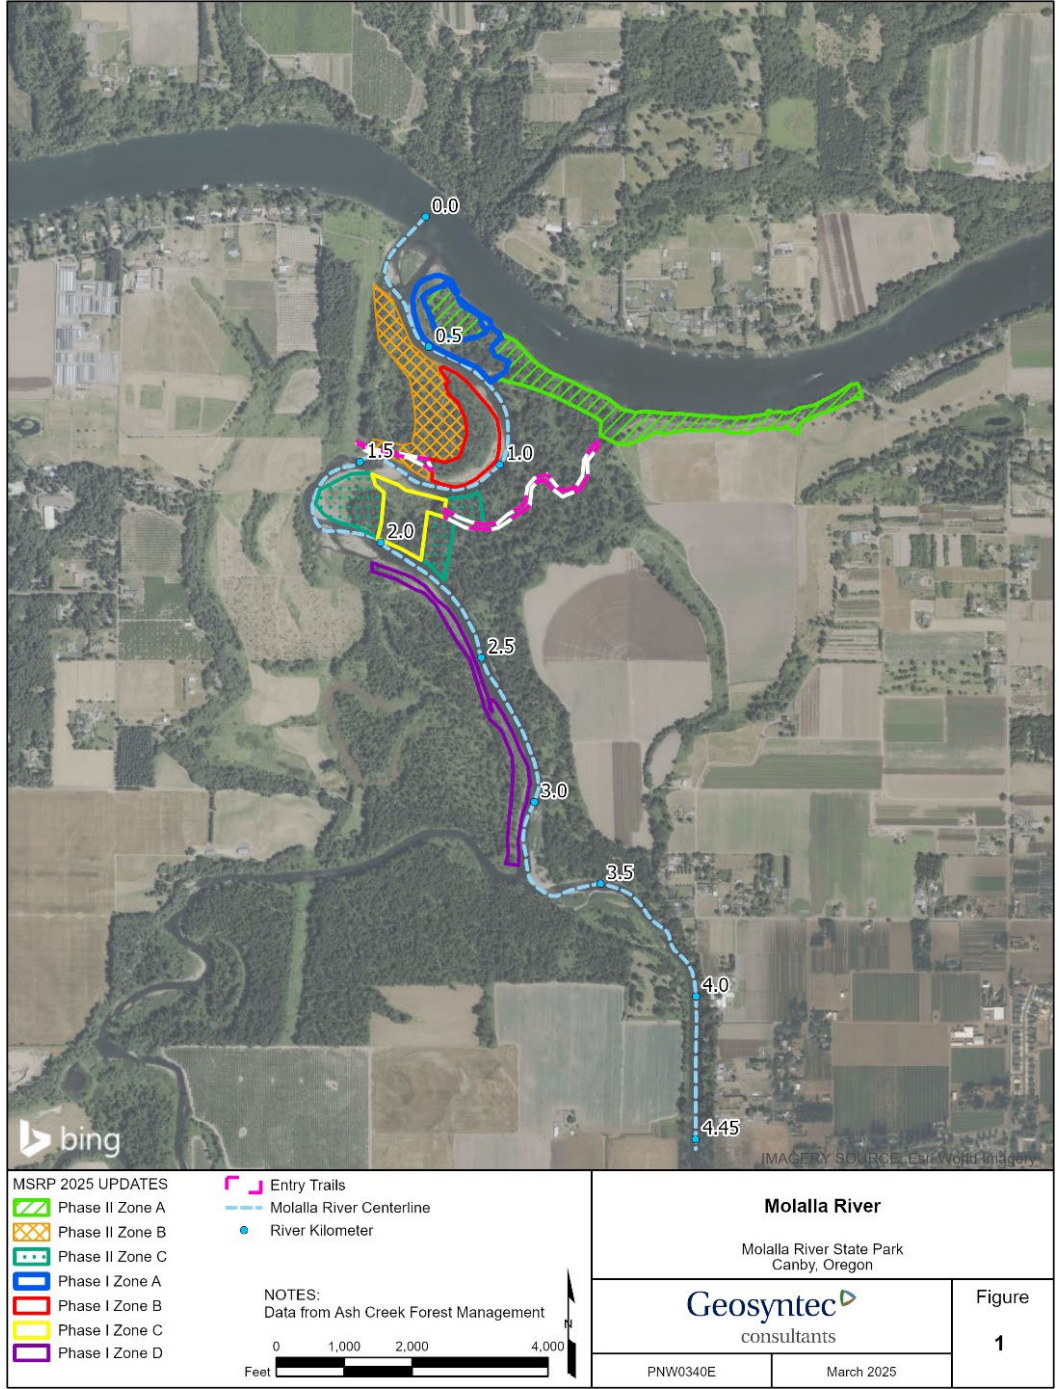 0.0
0.5
1.5
1.0
2.0
2.5
3.0
3.5
4.0
4.45
bing
IMAGERY SOURCE: Esri World Imagery
MSRP 2025 UPDATES
Phase II Zone A
Phase II Zone B
Phase II Zone C
Phase I Zone A
Phase I Zone B
Phase I Zone C
Phase I Zone D
Entry Trails
Molalla River Centerline
River Kilometer
NOTES:
Data from Ash Creek Forest Management
0 1,000 2,000 4,000
Feet
N
Molalla River
Molalla River State Park
Canby, Oregon
Geosyntec
consultants
PNW0340E
March 2025
Figure
1